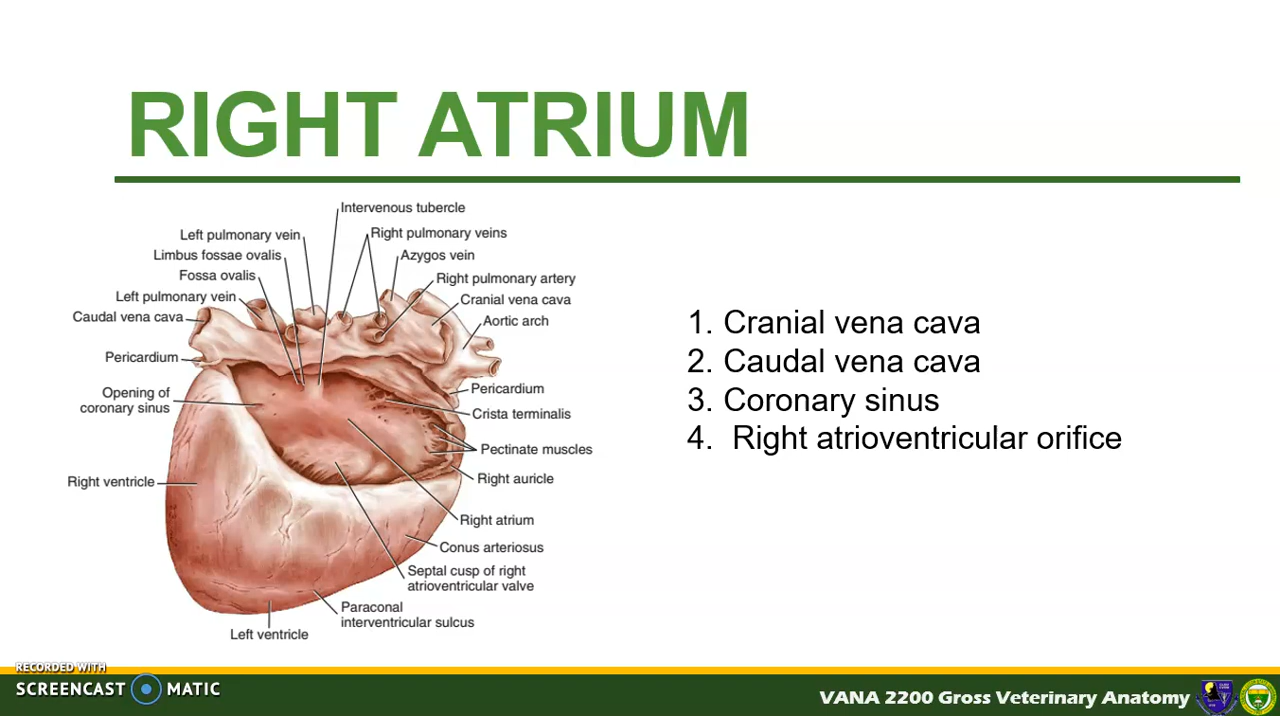 RIGHT ATRIUM
Intervenous tubercle
Left pulmonary vein
Right pulmonary veins
Limbus fossae ovalis
Azygos vein
Fossa ovalis
Right pulmonary artery
Left pulmonary vein
Cranial vena cava
Caudal vena cava
Aortic arch
Pericardium
Pericardium
Opening of
coronary sinus
Crista terminalis
Pectinate muscles
Right ventricle
Right auricle
Right atrium
Conus arteriosus
Septal cusp of right
atrioventricular valve
Paraconal
interventricular sulcus
Left ventricle
1. Cranial vena cava
2. Caudal vena cava
3. Coronary sinus
4. Right atrioventricular orifice
RECORDED WITH
SCREENCAST MATIC
VANA 2200 Gross Veterinary Anatomy